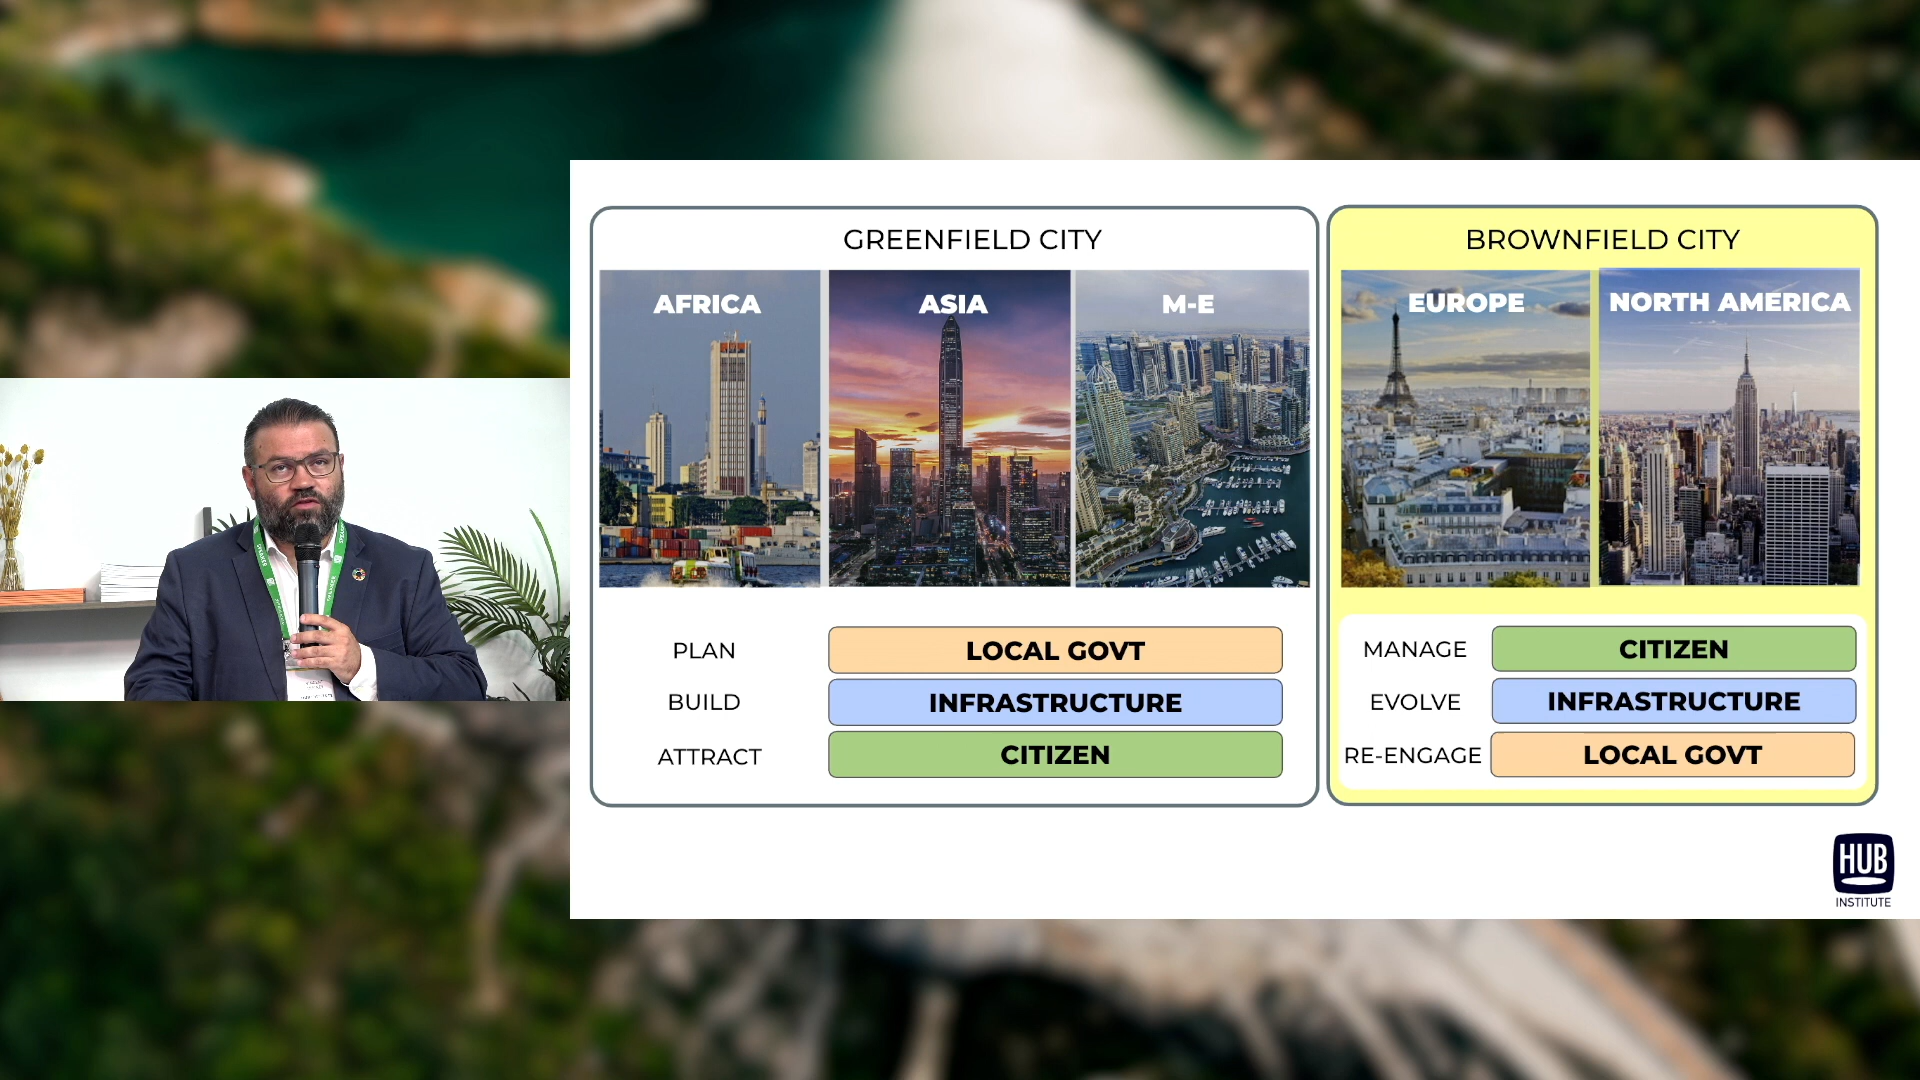 GREENFIELD CITY
AFRICA
ASIA
M-E
PLAN
LOCAL GOVT
BUILD
INFRASTRUCTURE
ATTRACT
CITIZEN
BROWNFIELD CITY
EUROPE
NORTH AMERICA
MANAGE
CITIZEN
EVOLVE
INFRASTRUCTURE
RE-ENGAGE
LOCAL GOVT
HUB
INSTITUTE